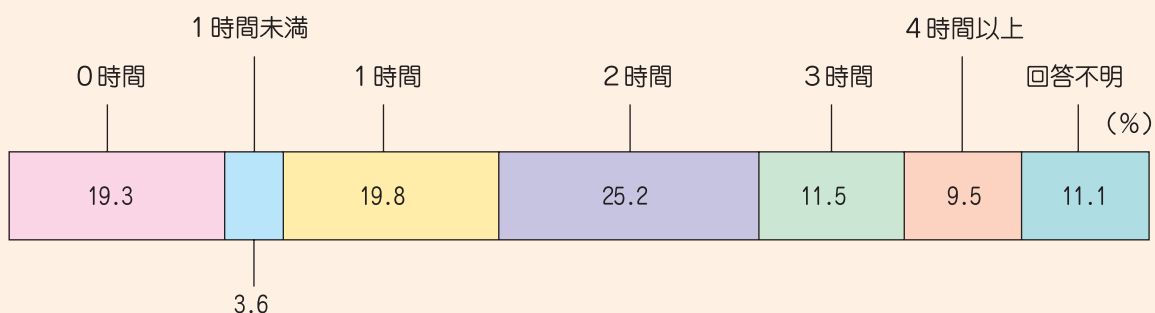 1時間未満
4時間以上
0時間
1時間
2時間
3時間
回答不明
(%)
19.3
19.8
25.2
11.5
9.5
11.1
3.6